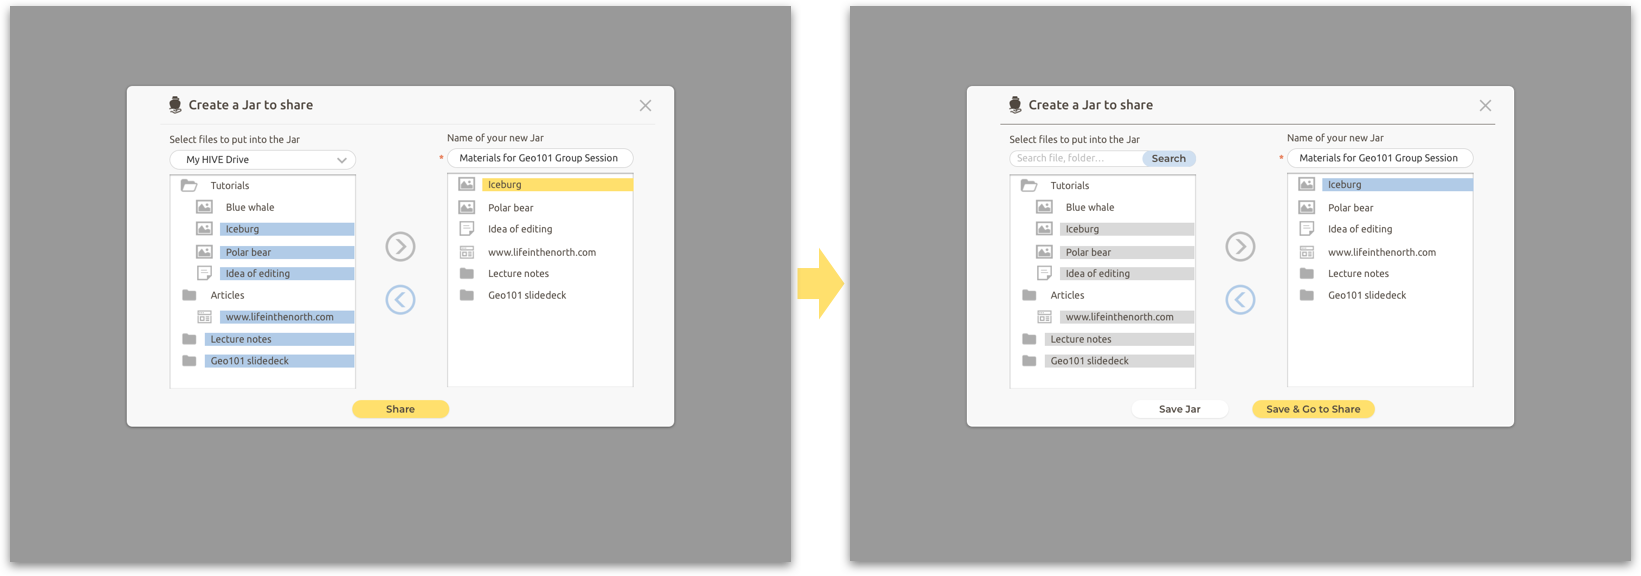 Create a Jar to share
Select files to put into the Jar
My HIVE Drive
Tutorials
Blue whale
Iceburg
Polar bear
Idea of editing
Articles
www.lifeinthenorth.com
Lecture notes
Geo101 slidedeck
Name of your new Jar
* Materials for Geo101 Group Session
Iceburg
Polar bear
Idea of editing
www.lifeinthenorth.com
Lecture notes
Geo101 slidedeck
Share
Create a Jar to share
Select files to put into the Jar
Search file, folder... Search
Tutorials
Blue whale
Iceburg
Polar bear
Idea of editing
Articles
www.lifeinthenorth.com
Lecture notes
Geo101 slidedeck
Name of your new Jar
* Materials for Geo101 Group Session
Iceburg
Polar bear
Idea of editing
www.lifeinthenorth.com
Lecture notes
Geo101 slidedeck
Save Jar
Save & Go to Share